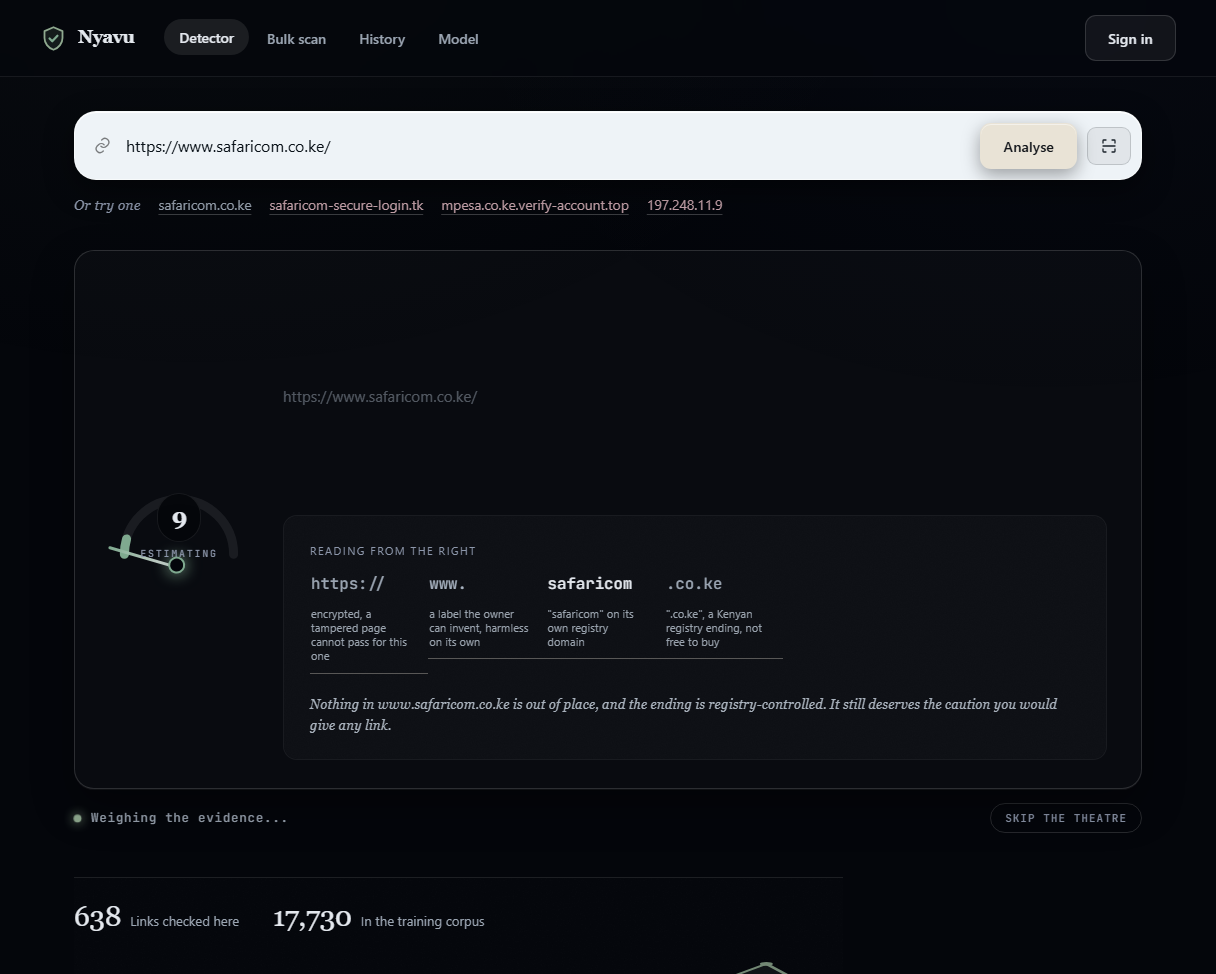 Nyavu
Detector
Bulk scan
History
Model
Sign in
https://www.safaricom.co.ke/
Analyse
Or try one
safaricom.co.ke
safaricom-secure-login.tk
mpesa.co.ke.verify-account.top
197.248.11.9
https://www.safaricom.co.ke/
9
ESTIMATING
READING FROM THE RIGHT
https://
www.
safaricom
.co.ke
encrypted, a
tampered page
cannot pass for this
one
a label the owner
can invent, harmless
on its own
"safaricom" on its
own registry
domain
".co.ke", a Kenyan
registry ending, not
free to buy
Nothing in www.safaricom.co.ke is out of place, and the ending is registry-controlled. It still deserves the caution you would
give any link.
Weighing the evidence...
SKIP THE THEATRE
638 Links checked here
17,730 In the training corpus